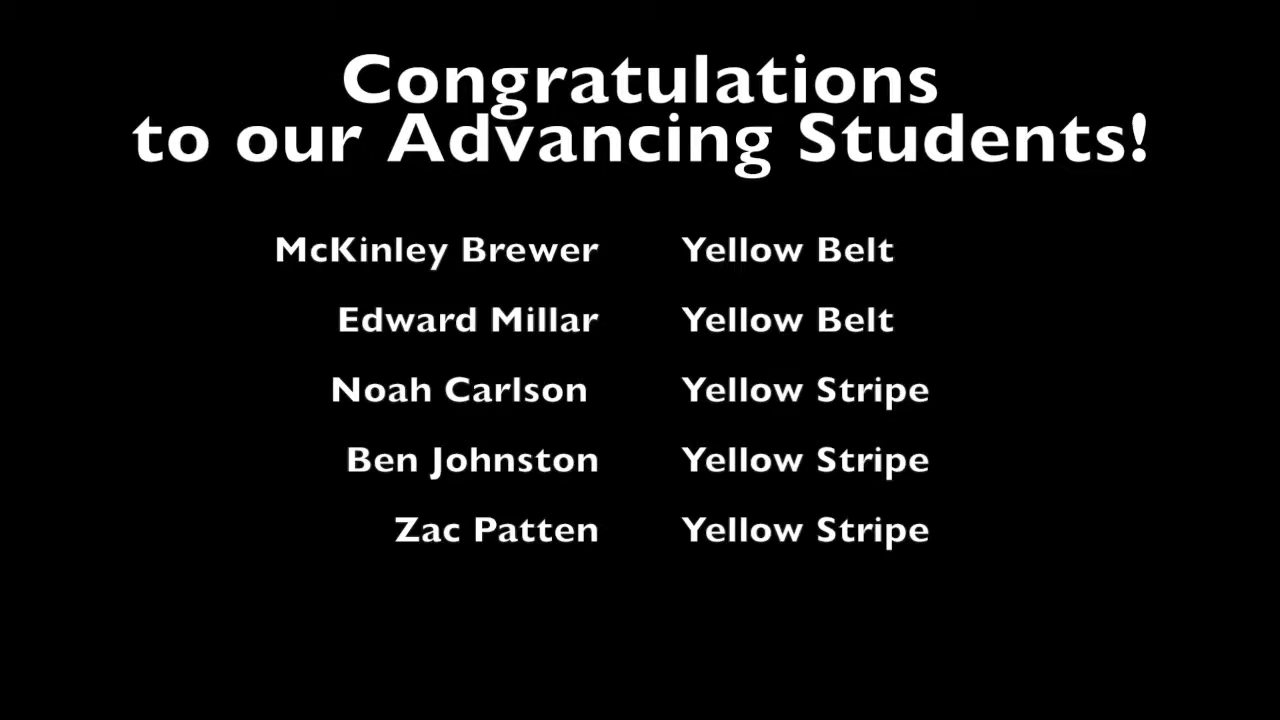 Congratulations
to our Advancing Students!
McKinley Brewer Yellow Belt
Edward Millar Yellow Belt
Noah Carlson Yellow Stripe
Ben Johnston Yellow Stripe
Zac Patten Yellow Stripe